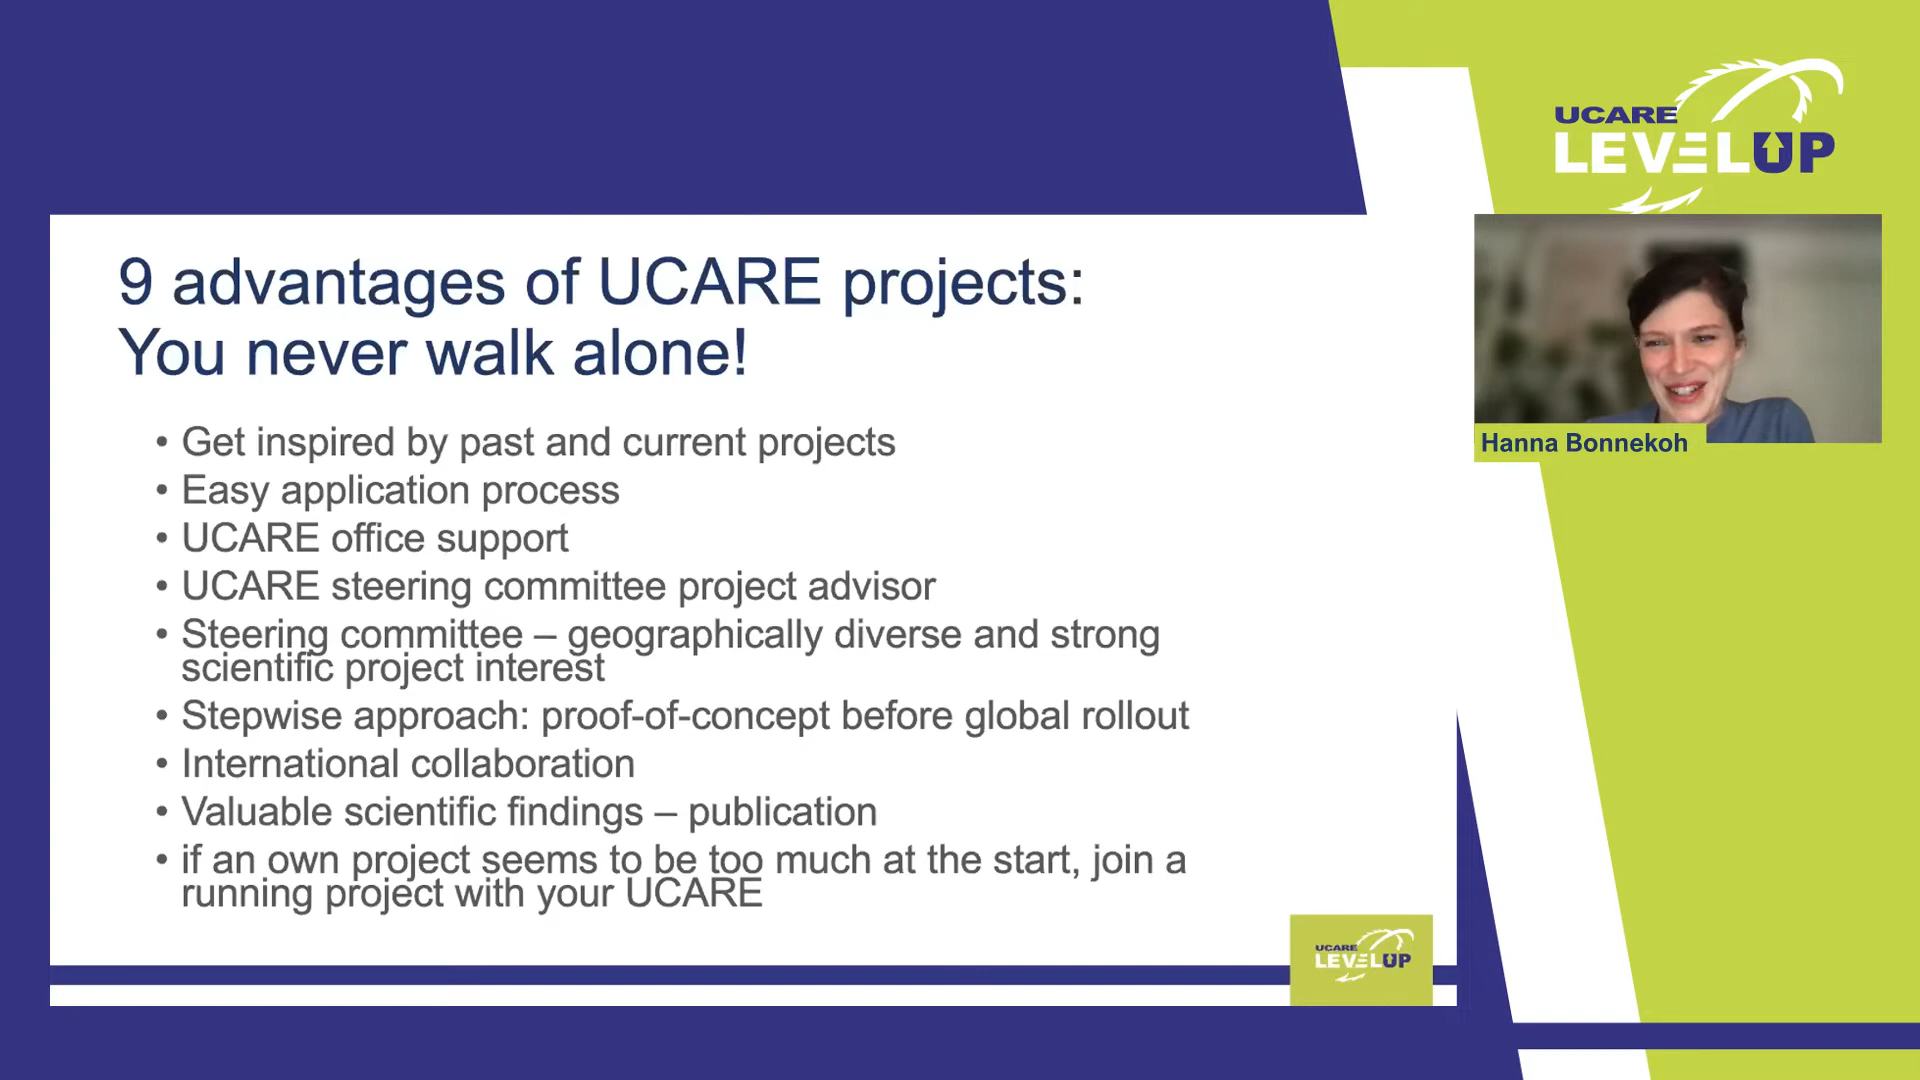 UCARE
LEVELUP
9 advantages of UCARE projects:
You never walk alone!
• Get inspired by past and current projects
• Easy application process
• UCARE office support
• UCARE steering committee project advisor
• Steering committee – geographically diverse and strong
scientific project interest
• Stepwise approach: proof-of-concept before global rollout
• International collaboration
• Valuable scientific findings – publication
• if an own project seems to be too much at the start, join a
running project with your UCARE
Hanna Bonnekoh
UCARE
LEVELUP